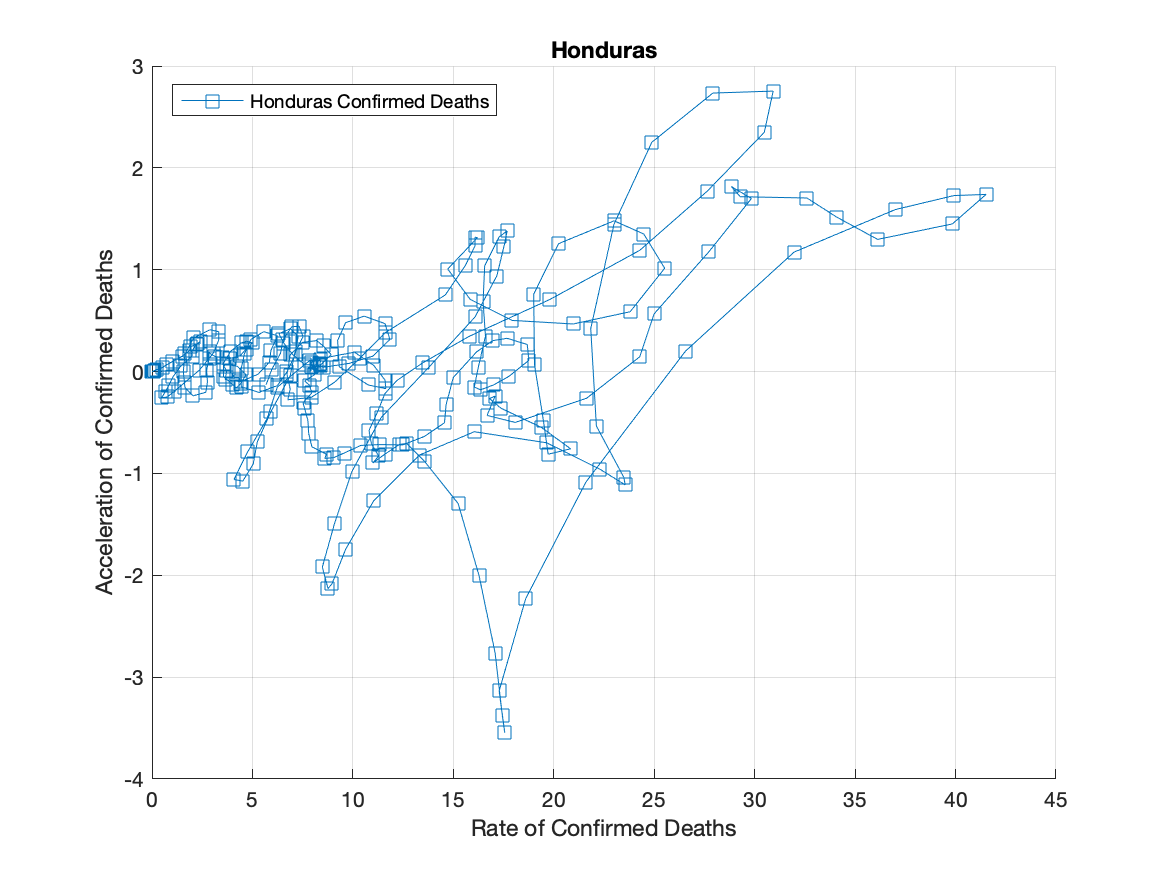 Honduras
Honduras Confirmed Deaths
Acceleration of Confirmed Deaths
3
2
1
0
-1
-2
-3
-4
0 5 10 15 20 25 30 35 40 45
Rate of Confirmed Deaths